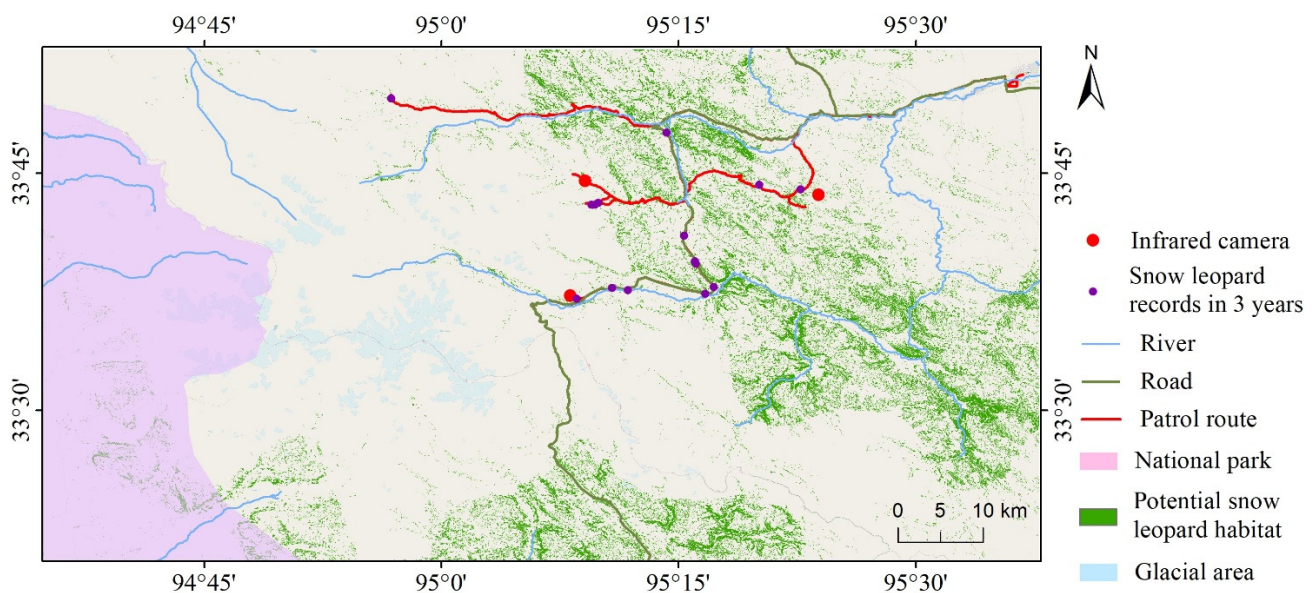 94°45' 95°0' 95°15' 95°30'
N
33°45' 33°45'
Infrared camera
Snow leopard
records in 3 years
River
Road
33°30' 33°30'
Patrol route
National park
Potential snow
leopard habitat
0 5 10 km
Glacial area
94°45' 95°0' 95°15' 95°30'